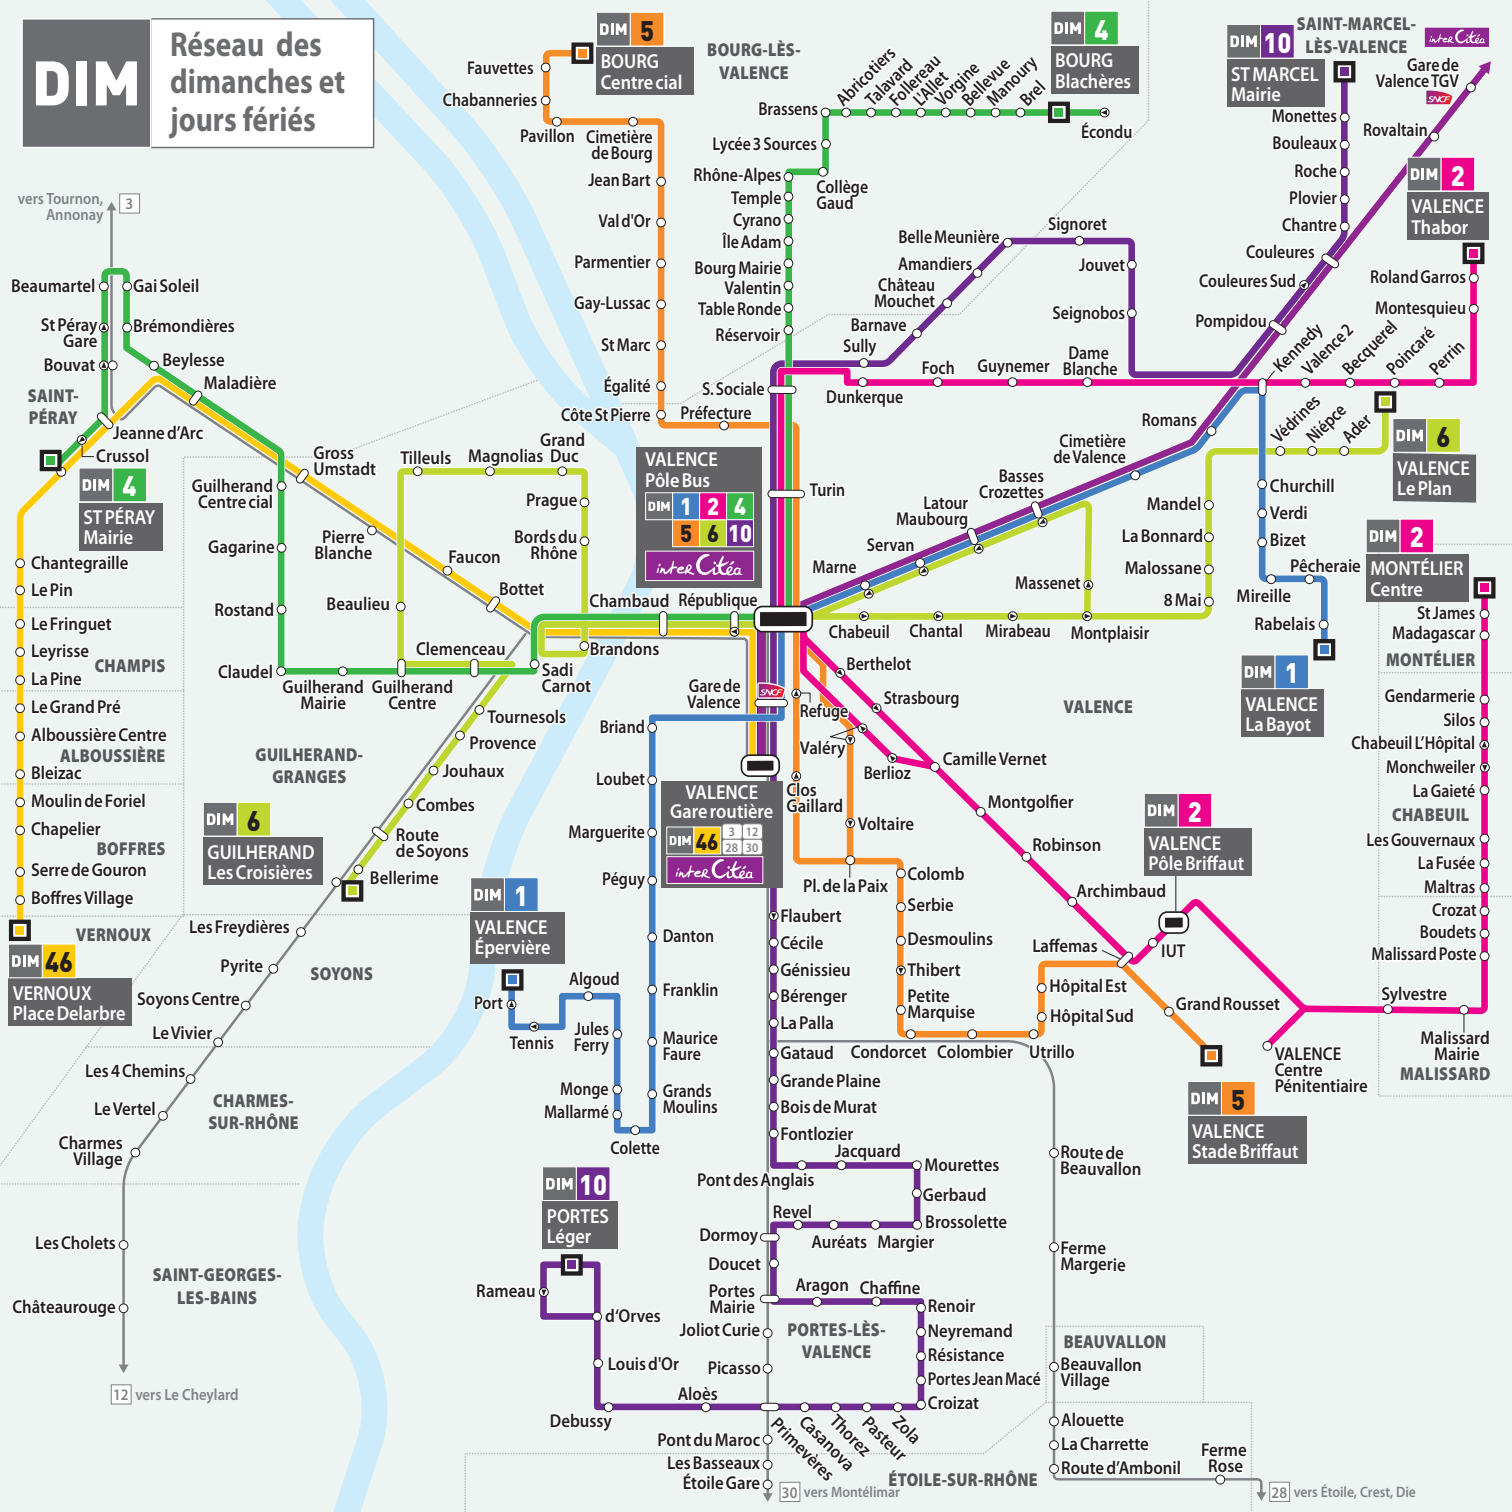 DIM
Réseau des
dimanches et
jours fériés
DIM 5
BOURG
Centre cial
BOURG-LÈS-
VALENCE
DIM 4
BOURG
Blachères
DIM 10
ST MARCEL
Mairie
SAINT-MARCEL-
LÈS-VALENCE
interCitéa
Gare de
Valence TGV
SNCF
Rovaltain
DIM 2
VALENCE
Thabor
Fauvettes
Chabanneries
Pavillon
Cimetière
de Bourg
Jean Bart
Val d'Or
Parmentier
Gay-Lussac
St Marc
Égalité
Côte St Pierre
Préfecture
Brassens
Abricotiers
Talavard
Follereau
L'Allet
Vorgine
Bellevue
Manoury
Brel
Écondu
Lycée 3 Sources
Rhône-Alpes
Collège
Gaud
Temple
Cyrano
Île Adam
Bourg Mairie
Valentin
Table Ronde
Réservoir
S. Sociale
Monettes
Bouleaux
Roche
Plovier
Chantre
Couleures
Couleures Sud
Pompidou
Kennedy
Valence 2
Becquerel
Poincaré
Perrin
Roland Garros
Montesquieu
Belle Meunière
Signoret
Amandiers
Jouvet
Château
Mouchet
Barnave
Seignobos
Sully
Foch
Guynemer
Dame
Blanche
Dunkerque
vers Tournon,
Annonay
3
Beaumartel
Gai Soleil
St Péray
Gare
Brémondières
Bouvat
Beylesse
Maladière
SAINT-
PÉRAY
Jeanne d'Arc
Crussol
DIM 4
ST PÉRAY
Mairie
Gross
Umstadt
Guilherand
Centre cial
Pierre
Blanche
Gagarine
Faucon
Bottet
Rostand
Claudel
Guilherand
Mairie
Guilherand
Centre
Clemenceau
Sadi
Carnot
Tilleuls
Magnolias
Grand
Duc
Prague
Bords du
Rhône
Beaulieu
Brandons
Chambaud
République
VALENCE
Pôle Bus
DIM 1 2 4
5 6 10
interCitéa
Turin
Marne
Servan
Latour
Maubourg
Basses
Crozettes
Cimetière
de Valence
Romans
Védrines
Niépce
Ader
DIM 6
VALENCE
Le Plan
Mandel
La Bonnard
Malossane
8 Mai
Massenet
Chabeuil
Chantal
Mirabeau
Montplaisir
Churchill
Verdi
Bizet
Pêcheraie
Mireille
Rabelais
DIM 1
VALENCE
La Bayot
DIM 2
MONTÉLIER
Centre
St James
Madagascar
MONTÉLIER
Gendarmerie
Silos
Chabeuil L'Hôpital
Monchweiler
La Gaieté
CHABEUIL
Les Gouvernaux
La Fusée
Maltras
Crozat
Boudets
Malissard Poste
Sylvestre
Malissard
Mairie
MALISSARD
Chantegraille
Le Pin
Le Fringuet
Leyrisse
CHAMPIS
La Pine
Le Grand Pré
Alboussière Centre
ALBOUSSIÈRE
Bleizac
Moulin de Foriel
Chapelier
BOFFRES
Serre de Gouron
Boffres Village
VERNOUX
DIM 46
VERNOUX
Place Delarbre
GUILHERAND-
GRANGES
Tournesols
Provence
Jouhaux
Combes
Route
de Soyons
Bellerime
DIM 6
GUILHERAND
Les Croisières
Les Freydières
Pyrite
SOYONS
Soyons Centre
Le Vivier
Les 4 Chemins
Le Vertel
CHARMES-
SUR-RHÔNE
Charmes
Village
Les Cholets
SAINT-GEORGES-
LES-BAINS
Châteaurouge
12 vers Le Cheylard
Gare de
Valence
SNCF
Briand
Loubet
Marguerite
Péguy
Danton
Franklin
Maurice
Faure
Grands
Moulins
Colette
Mallarmé
Monge
Jules
Ferry
Algoud
Tennis
Port
DIM 1
VALENCE
Épervière
VALENCE
Gare routière
DIM 46 3 12
28 30
interCitéa
Berthelot
Strasbourg
Refuge
Valéry
Berlioz
Camille Vernet
Clos
Gaillard
Voltaire
Pl. de la Paix
VALENCE
Montgolfier
Robinson
Archimbaud
Laffemas
IUT
DIM 2
VALENCE
Pôle Briffaut
Colomb
Serbie
Desmoulins
Thibert
Petite
Marquise
Condorcet
Colombier
Utrillo
Hôpital Est
Hôpital Sud
Grand Rousset
DIM 5
VALENCE
Stade Briffaut
VALENCE
Centre
Pénitentiaire
Flaubert
Cécile
Génissieu
Bérenger
La Palla
Gataud
Grande Plaine
Bois de Murat
Fontlozier
Jacquard
Pont des Anglais
Mourettes
Gerbaud
Brossolette
Revel
Auréats
Margier
Dormoy
Doucet
Portes
Mairie
Aragon
Chaffine
Renoir
Neyremand
Résistance
Portes Jean Macé
Croizat
PORTES-LÈS-
VALENCE
Joliot Curie
Picasso
DIM 10
PORTES
Léger
Rameau
d'Orves
Louis d'Or
Debussy
Aloès
Primevères
Casanova
Thorez
Pasteur
Zola
Pont du Maroc
Les Basseaux
Étoile Gare
30 vers Montélimar
ÉTOILE-SUR-RHÔNE
Route de
Beauvallon
Ferme
Margerie
BEAUVALLON
Beauvallon
Village
Alouette
La Charrette
Route d'Ambonil
Ferme
Rose
28 vers Étoile, Crest, Die